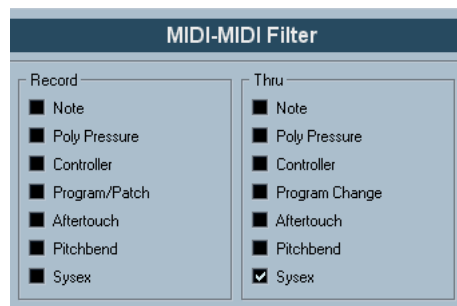 MIDI-MIDI Filter
Record
Note
Poly Pressure
Controller
Program/Patch
Aftertouch
Pitchbend
Sysex
Thru
Note
Poly Pressure
Controller
Program Change
Aftertouch
Pitchbend
Sysex